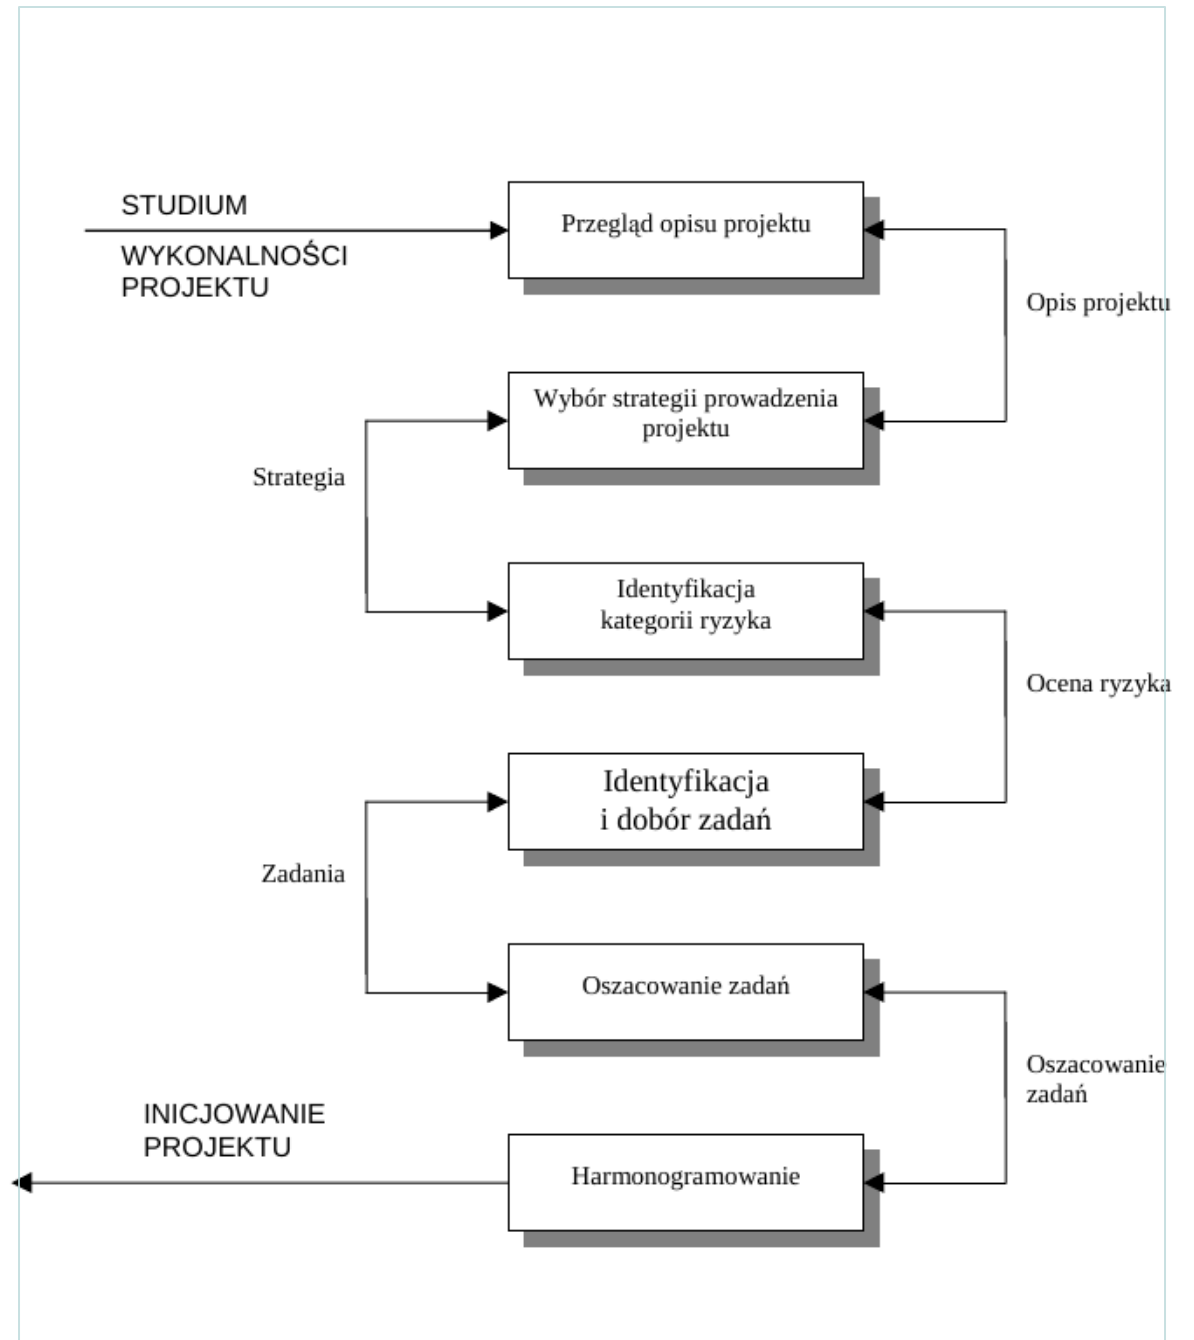 STUDIUM
WYKONALNOŚCI
PROJEKTU
Przegląd opisu projektu
Opis projektu
Wybór strategii prowadzenia
projektu
Strategia
Identyfikacja
kategorii ryzyka
Ocena ryzyka
Identyfikacja
i dobór zadań
Zadania
Oszacowanie zadań
Oszacowanie
zadań
INICJOWANIE
PROJEKTU
Harmonogramowanie